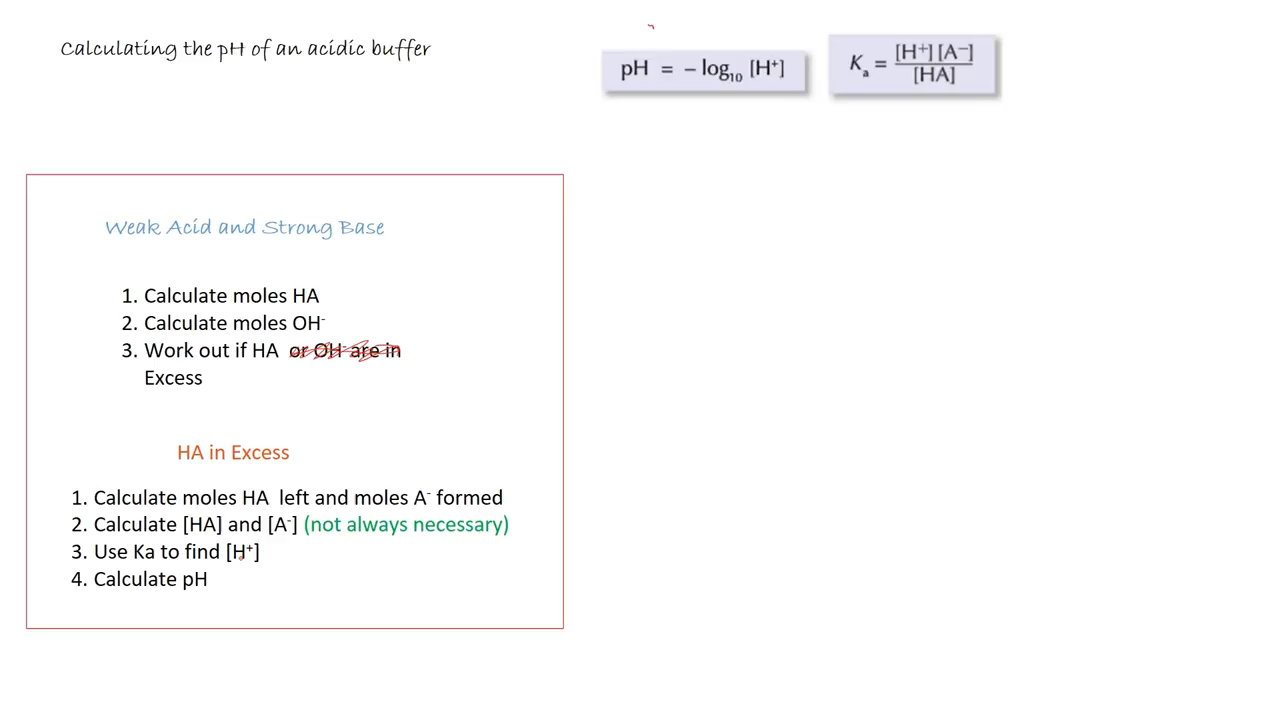 Calculating the pH of an acidic buffer
pH = − log₁₀ [H⁺]
Kₐ = [H⁺] [A⁻] / [HA]
Weak Acid and Strong Base
1. Calculate moles HA
2. Calculate moles OH⁻
3. Work out if HA or OH⁻ are in
Excess
HA in Excess
1. Calculate moles HA left and moles A⁻ formed
2. Calculate [HA] and [A⁻] (not always necessary)
3. Use Ka to find [H⁺]
4. Calculate pH